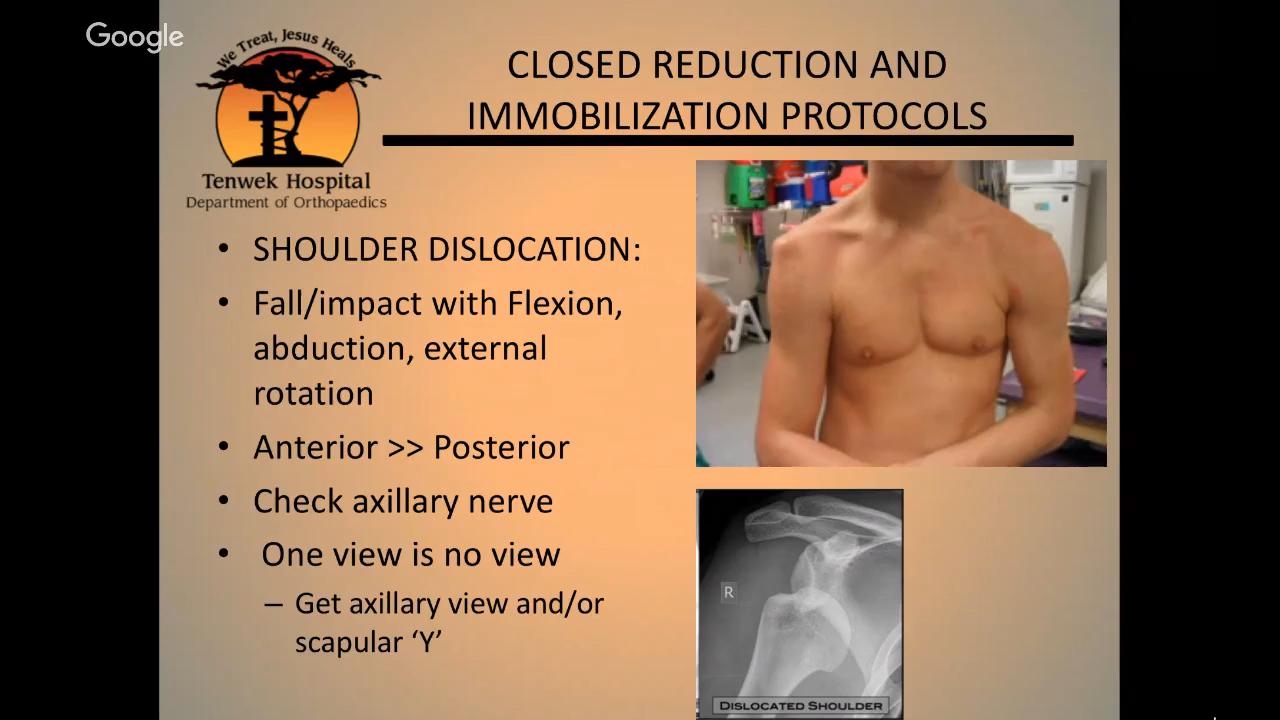 Google
We Treat, Jesus Heals
Tenwek Hospital
Department of Orthopaedics
CLOSED REDUCTION AND
IMMOBILIZATION PROTOCOLS
• SHOULDER DISLOCATION:
• Fall/impact with Flexion,
abduction, external
rotation
• Anterior >> Posterior
• Check axillary nerve
• One view is no view
– Get axillary view and/or
scapular ‘Y’
R
DISLOCATED SHOULDER